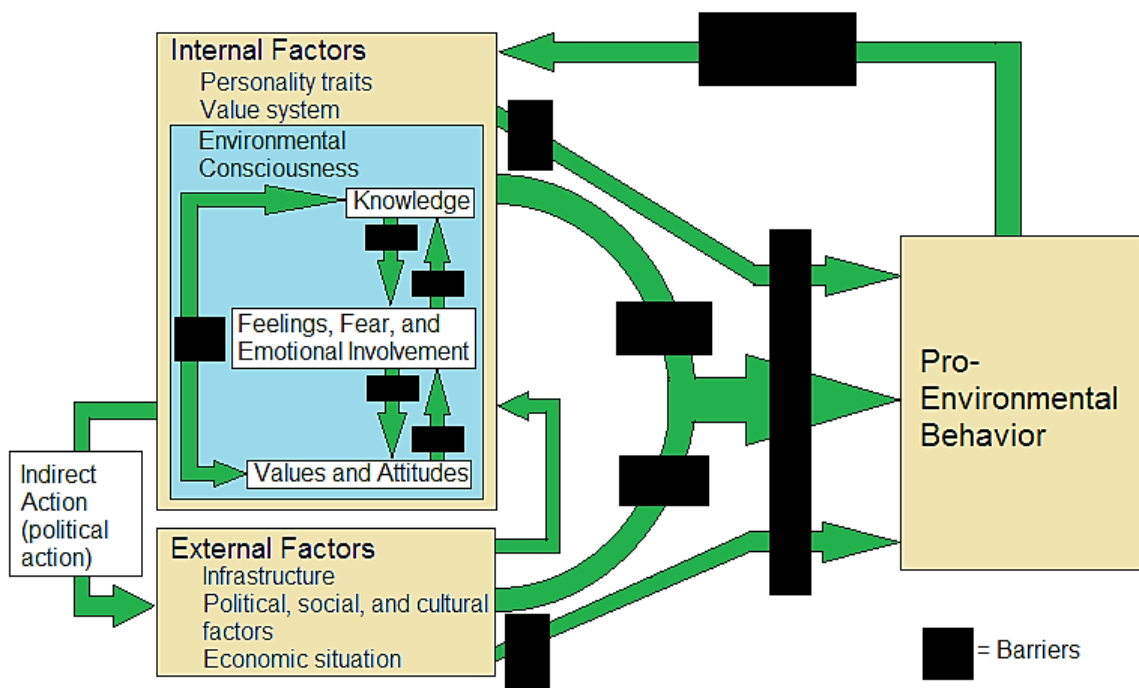 Internal Factors
Personality traits
Value system
Environmental
Consciousness
Knowledge
Feelings, Fear, and
Emotional Involvement
Values and Attitudes
Indirect
Action
(political
action)
External Factors
Infrastructure
Political, social, and cultural
factors
Economic situation
Pro-
Environmental
Behavior
= Barriers